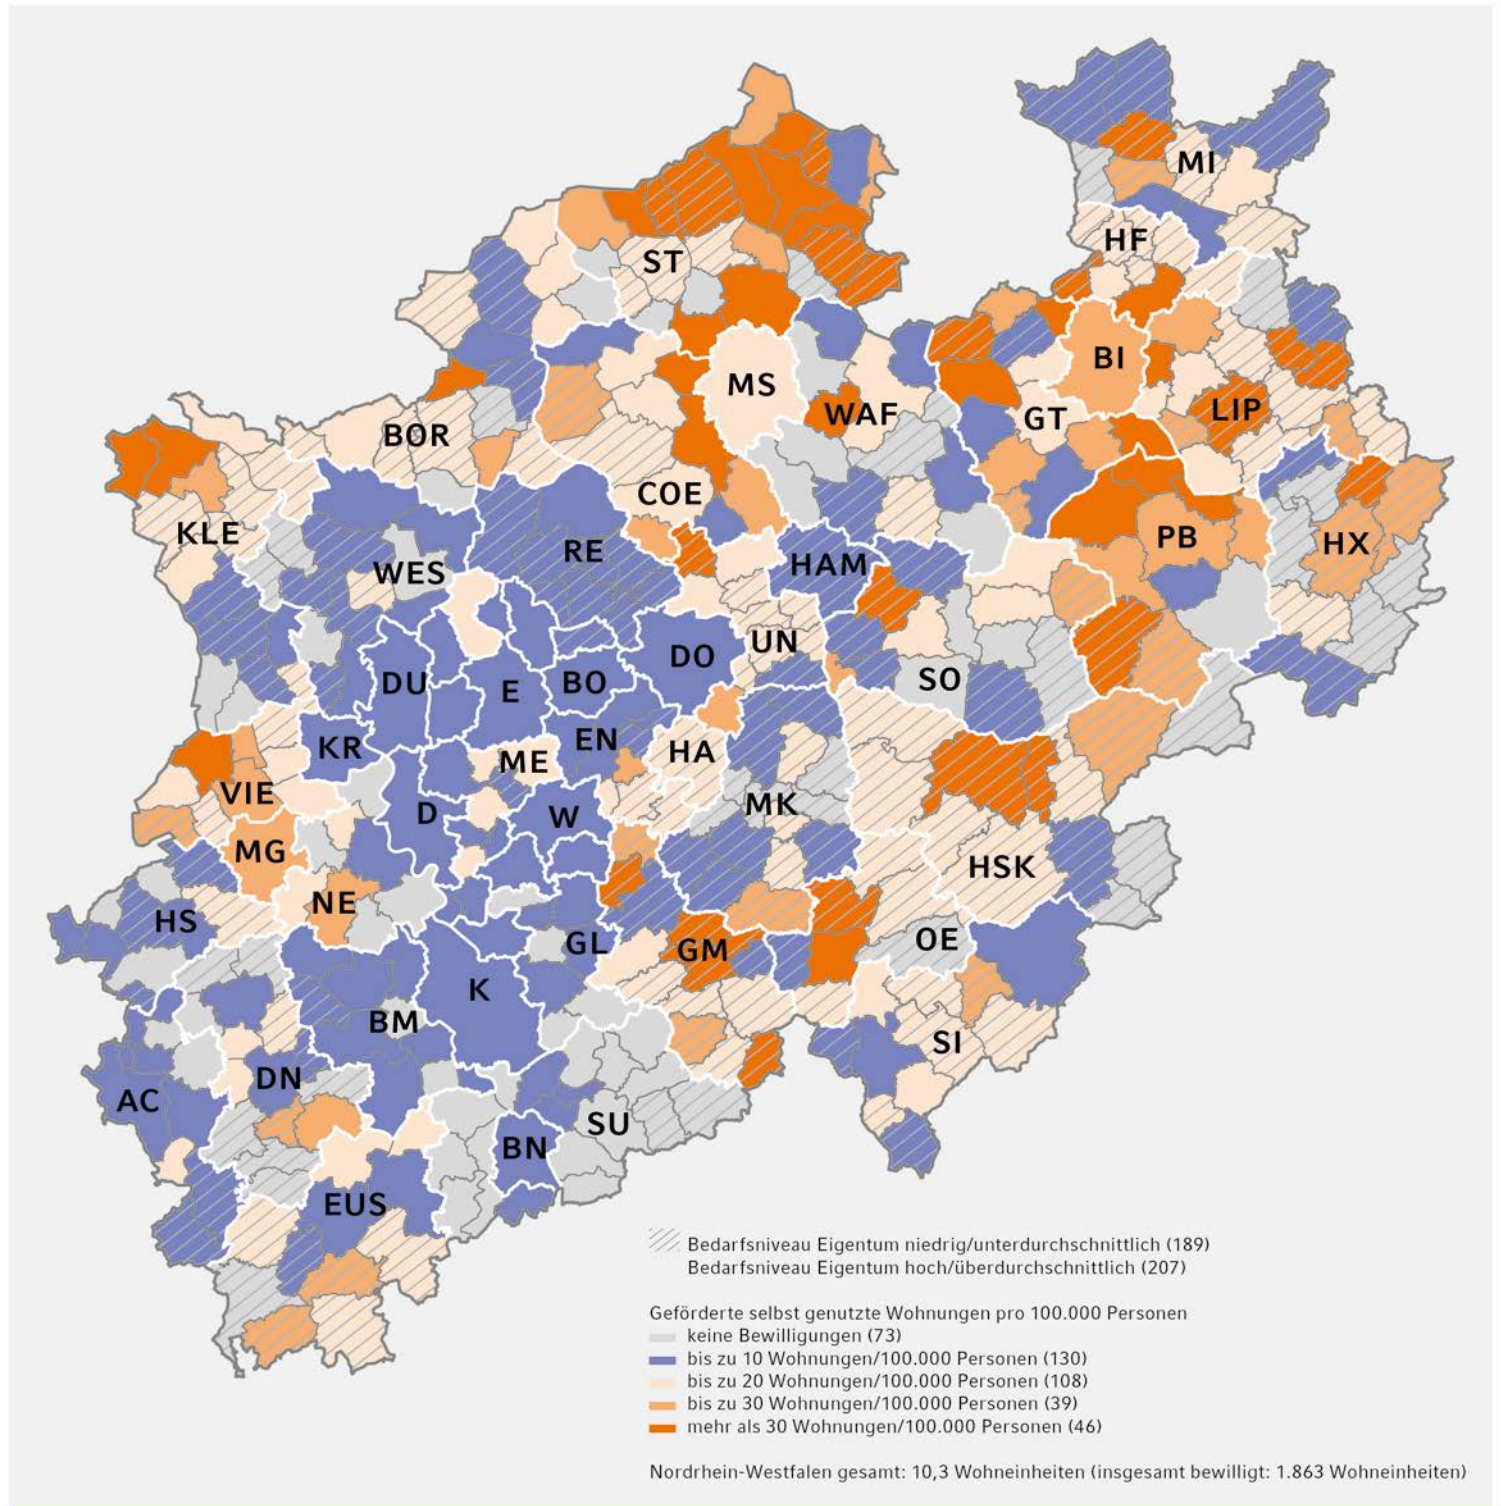 MI
HF
ST
BI
MS
LIP
WAF
GT
BOR
COE
KLE
PB
HX
RE
HAM
WES
UN
DO
SO
DU
E
BO
EN
KR
HA
ME
VIE
MK
D
W
MG
HSK
NE
HS
OE
GL
GM
K
BM
SI
DN
AC
SU
BN
EUS
Bedarfsniveau Eigentum niedrig/unterdurchschnittlich (189)
Bedarfsniveau Eigentum hoch/überdurchschnittlich (207)
Geförderte selbst genutzte Wohnungen pro 100.000 Personen
keine Bewilligungen (73)
bis zu 10 Wohnungen/100.000 Personen (130)
bis zu 20 Wohnungen/100.000 Personen (108)
bis zu 30 Wohnungen/100.000 Personen (39)
mehr als 30 Wohnungen/100.000 Personen (46)
Nordrhein-Westfalen gesamt: 10,3 Wohneinheiten (insgesamt bewilligt: 1.863 Wohneinheiten)